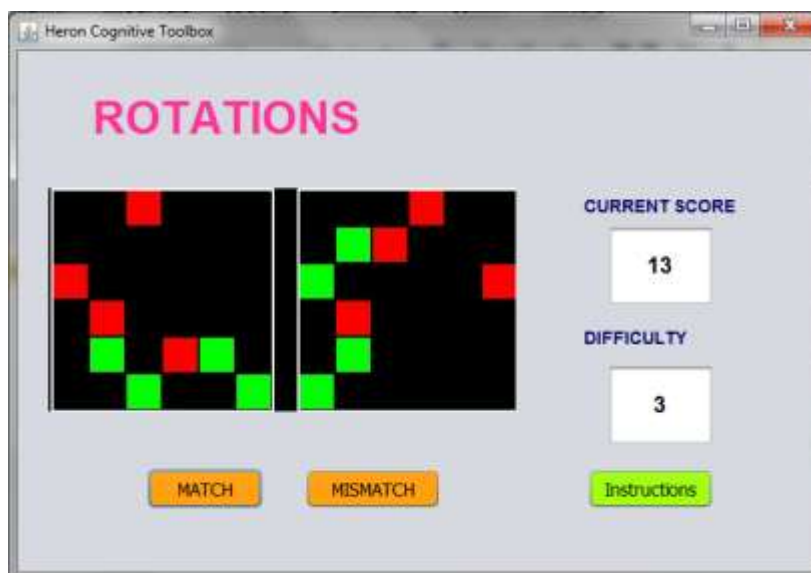 Heron Cognitive Toolbox
ROTATIONS
CURRENT SCORE
13
DIFFICULTY
3
MATCH
MISMATCH
Instructions